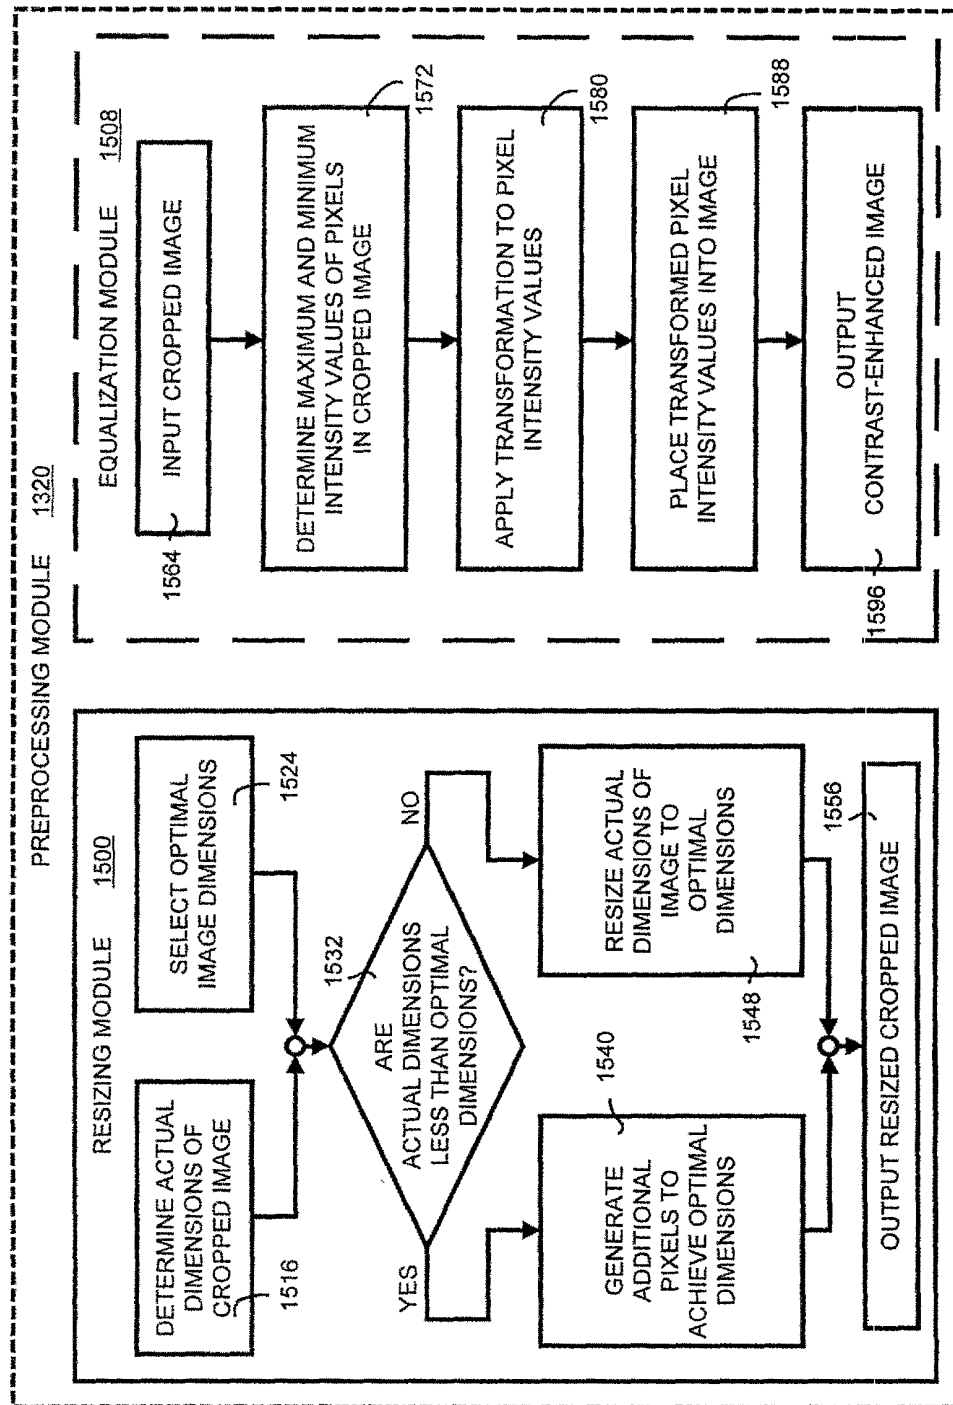 PREPROCESSING MODULE 1320
RESIZING MODULE 1500
DETERMINE ACTUAL
DIMENSIONS OF
CROPPED IMAGE
1516
SELECT OPTIMAL
IMAGE DIMENSIONS
1524
1532
ARE
ACTUAL DIMENSIONS
LESS THAN OPTIMAL
DIMENSIONS?
YES
NO
1540
GENERATE
ADDITIONAL
PIXELS TO
ACHIEVE OPTIMAL
DIMENSIONS
RESIZE ACTUAL
DIMENSIONS OF
IMAGE TO
OPTIMAL
DIMENSIONS
1548
1556
OUTPUT RESIZED CROPPED IMAGE
EQUALIZATION MODULE 1508
INPUT CROPPED IMAGE
1564
DETERMINE MAXIMUM AND MINIMUM
INTENSITY VALUES OF PIXELS
IN CROPPED IMAGE
1572
APPLY TRANSFORMATION TO PIXEL
INTENSITY VALUES
1580
PLACE TRANSFORMED PIXEL
INTENSITY VALUES INTO IMAGE
1588
OUTPUT
CONTRAST-ENHANCED IMAGE
1596